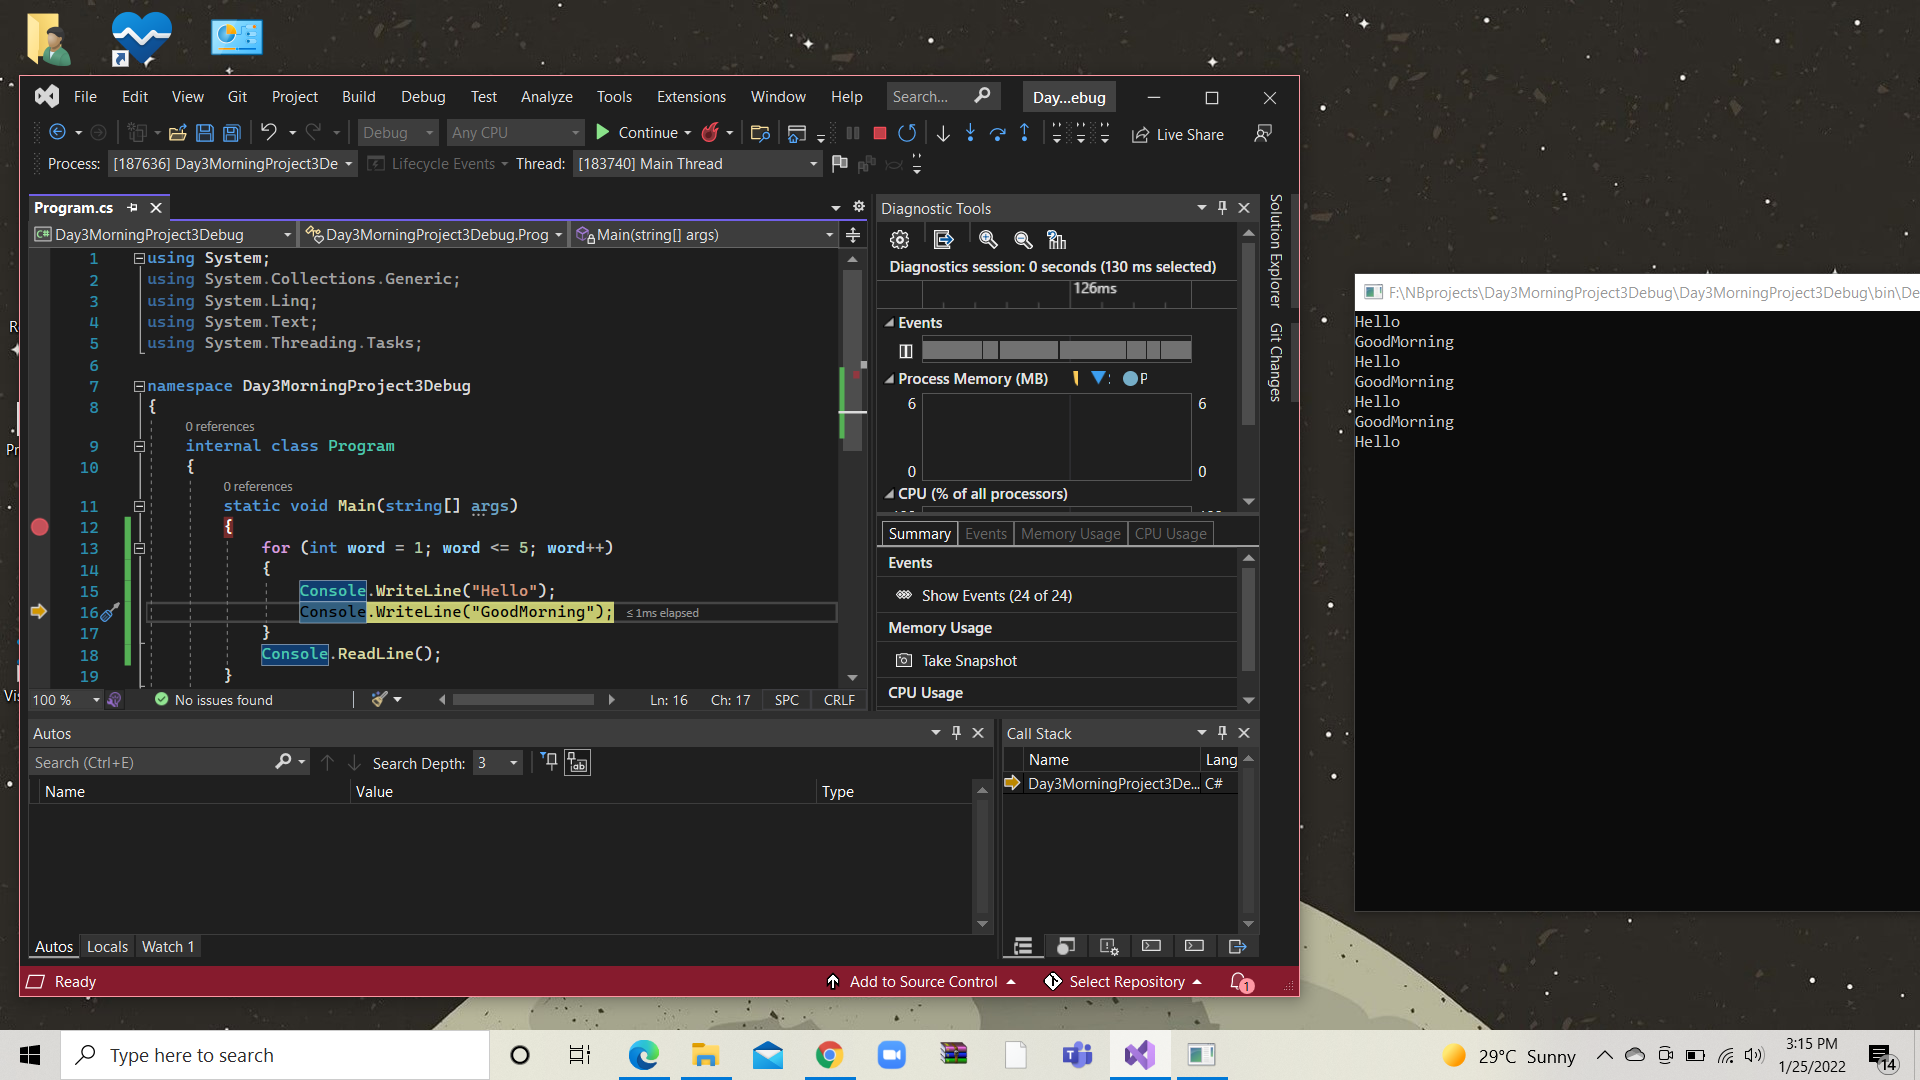 File Edit View Git Project Build Debug Test Analyze Tools Extensions Window Help Search... Day...ebug
Debug Any CPU Continue Live Share
Process: [187636] Day3MorningProject3De Lifecycle Events Thread: [183740] Main Thread
Program.cs
Day3MorningProject3Debug Day3MorningProject3Debug.Prog Main(string[] args)
1 using System;
2 using System.Collections.Generic;
3 using System.Linq;
4 using System.Text;
5 using System.Threading.Tasks;
6
7 namespace Day3MorningProject3Debug
8 {
0 references
9 internal class Program
10 {
0 references
11 static void Main(string[] args)
12 {
13 for (int word = 1; word <= 5; word++)
14 {
15 Console.WriteLine("Hello");
16 Console.WriteLine("GoodMorning"); ≤ 1ms elapsed
17 }
18 Console.ReadLine();
19 }
100 % No issues found Ln: 16 Ch: 17 SPC CRLF
Diagnostic Tools
Diagnostics session: 0 seconds (130 ms selected)
126ms
Events
Process Memory (MB) P
6 6
0 0
CPU (% of all processors)
Summary Events Memory Usage CPU Usage
Events
Show Events (24 of 24)
Memory Usage
Take Snapshot
CPU Usage
Solution Explorer
Git Changes
Autos
Search (Ctrl+E) Search Depth: 3
Name Value Type
Autos Locals Watch 1
Call Stack
Name Lang
Day3MorningProject3De... C#
Ready Add to Source Control Select Repository 1
F:\NBprojects\Day3MorningProject3Debug\Day3MorningProject3Debug\bin\De
Hello
GoodMorning
Hello
GoodMorning
Hello
GoodMorning
Hello
Type here to search
29°C Sunny
3:15 PM
1/25/2022
14